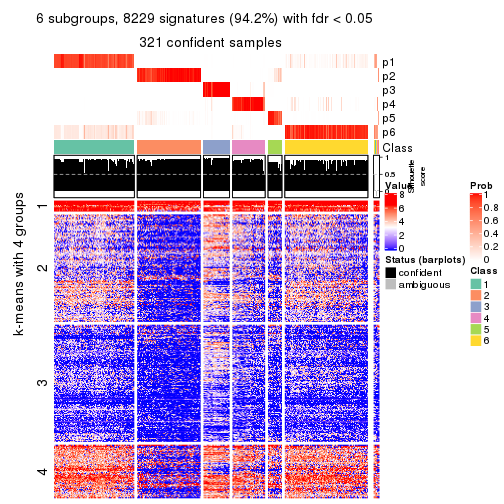 6 subgroups, 8229 signatures (94.2%) with fdr < 0.05
321 confident samples
p1
p2
p3
p4
p5
p6
Class
1
0.5
0
Silhouette
score
k-means with 4 groups
1
2
3
4
Value
8
6
4
2
0
Status (barplots)
confident
ambiguous
Prob
1
0.8
0.6
0.4
0.2
0
Class
1
2
3
4
5
6